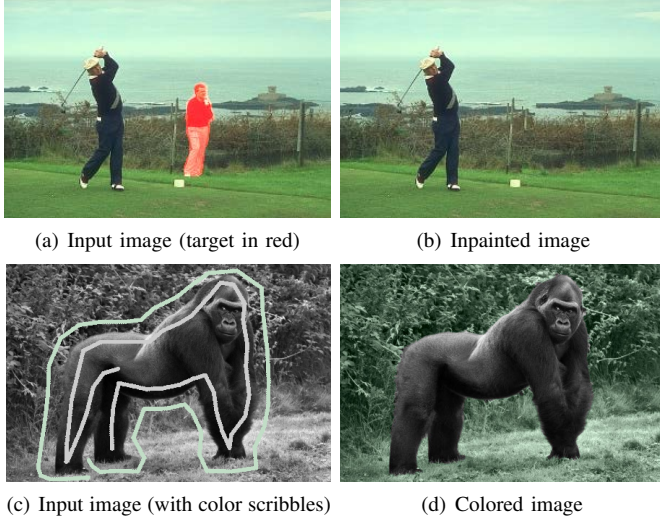 (a) Input image (target in red)
(b) Inpainted image
(c) Input image (with color scribbles)
(d) Colored image